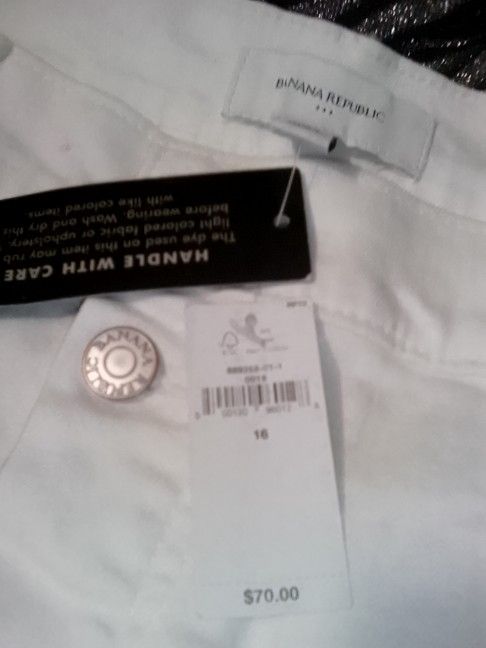 BANANA REPUBLIC
HANDLE WITH CARE
The dye used on this item may rub
light colored fabric or upholstery.
before wearing. Wash and dry this
with like colored items.
BANANA REPUBLIC
0016
16
$70.00